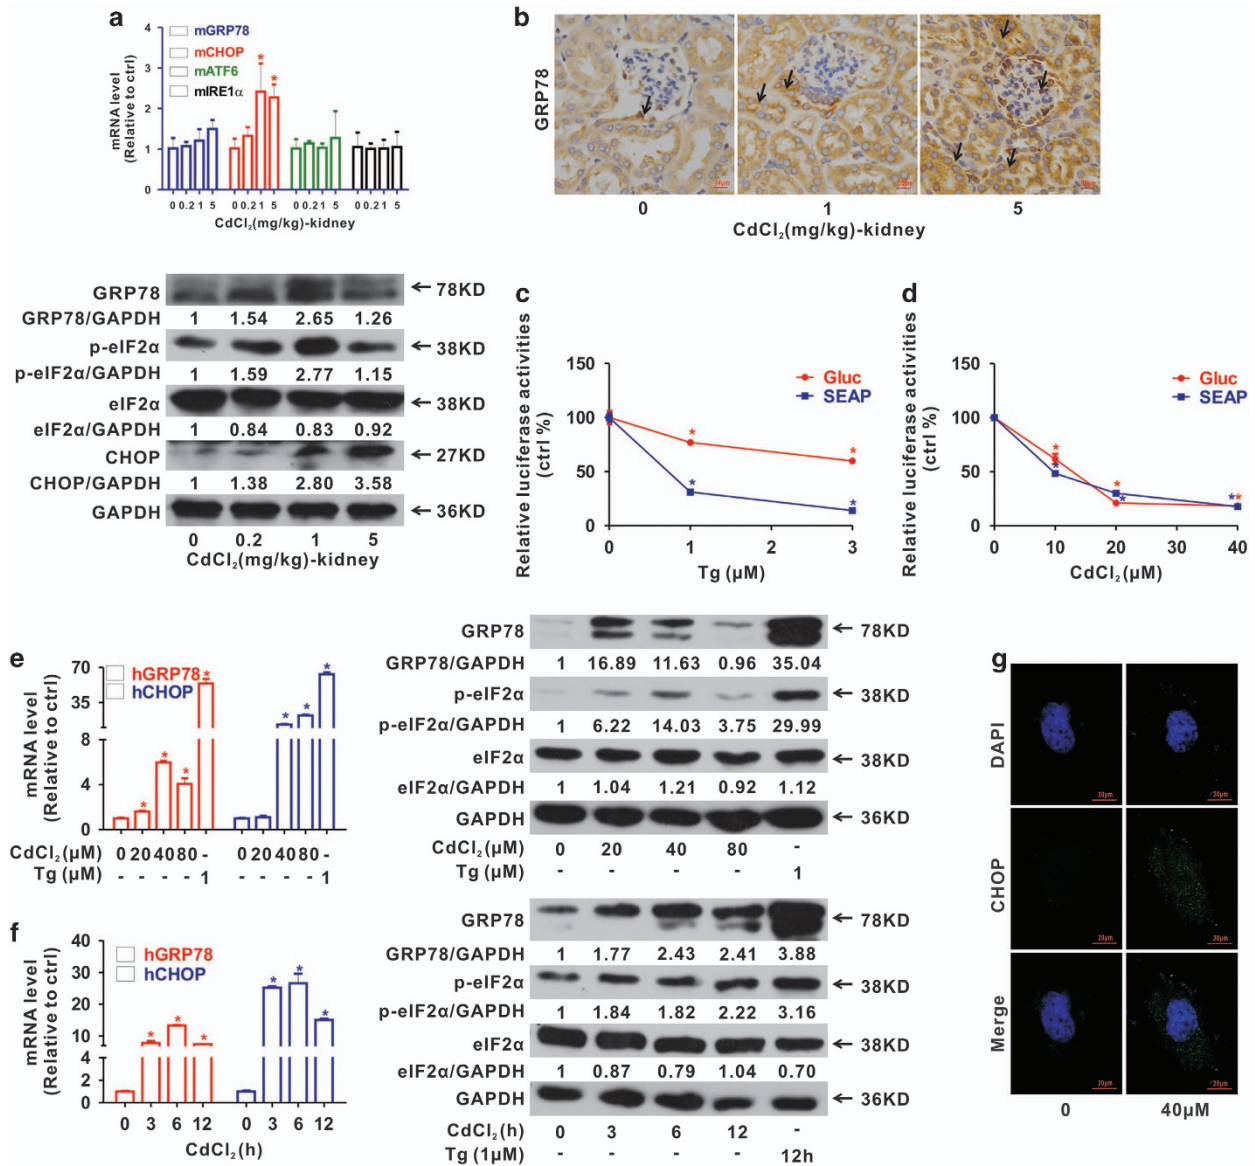 a
mRNA level
(Relative to ctrl)
4
3
2
1
0
mGRP78
mCHOP
mATF6
mIRE1α
* *
0 0.2 1 5 0 0.2 1 5 0 0.2 1 5 0 0.2 1 5
CdCl₂(mg/kg)-kidney
b
GRP78
0 1 5
CdCl₂(mg/kg)-kidney
GRP78 ← 78KD
GRP78/GAPDH 1 1.54 2.65 1.26
p-eIF2α ← 38KD
p-eIF2α/GAPDH 1 1.59 2.77 1.15
eIF2α ← 38KD
eIF2α/GAPDH 1 0.84 0.83 0.92
CHOP ← 27KD
CHOP/GAPDH 1 1.38 2.80 3.58
GAPDH ← 36KD
0 0.2 1 5
CdCl₂(mg/kg)-kidney
c
Relative luciferase activities
(ctrl %)
150
100
50
0
Gluc
SEAP
* *
* *
0 1 2 3
Tg (μM)
d
Relative luciferase activities
(ctrl %)
150
100
50
0
Gluc
SEAP
* * *
* * *
0 10 20 30 40
CdCl₂(μM)
e
mRNA level
(Relative to ctrl)
70
35
8
4
0
hGRP78
hCHOP
* * * *
* * *
CdCl₂(μM) 0 20 40 80 - 0 20 40 80 -
Tg (μM) - - - - 1 - - - - 1
GRP78 ← 78KD
GRP78/GAPDH 1 16.89 11.63 0.96 35.04
p-eIF2α ← 38KD
p-eIF2α/GAPDH 1 6.22 14.03 3.75 29.99
eIF2α ← 38KD
eIF2α/GAPDH 1 1.04 1.21 0.92 1.12
GAPDH ← 36KD
CdCl₂(μM) 0 20 40 80 -
Tg (μM) - - - - 1
f
mRNA level
(Relative to ctrl)
40
30
20
10
4
2
0
hGRP78
hCHOP
* * *
* * *
0 3 6 12 0 3 6 12
CdCl₂(h)
GRP78 ← 78KD
GRP78/GAPDH 1 1.77 2.43 2.41 3.88
p-eIF2α ← 38KD
p-eIF2α/GAPDH 1 1.84 1.82 2.22 3.16
eIF2α ← 38KD
eIF2α/GAPDH 1 0.87 0.79 1.04 0.70
GAPDH ← 36KD
CdCl₂(h) 0 3 6 12 -
Tg (1μM) - - - - 12h
g
DAPI
20μm 20μm
CHOP
20μm 20μm
Merge
20μm 20μm
0 40μM